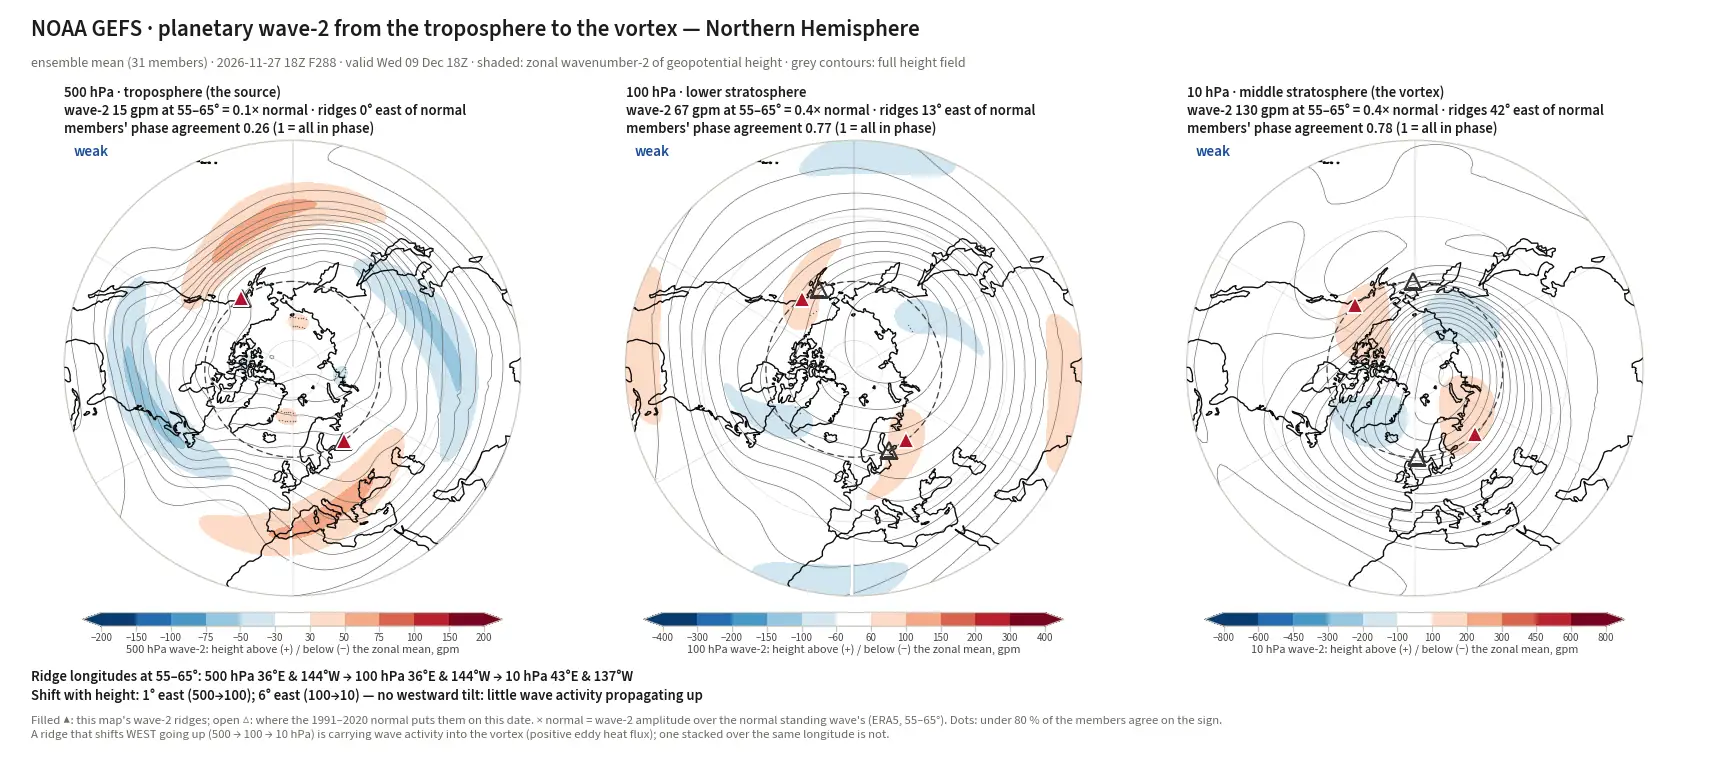 NOAA GEFS · planetary wave-2 from the troposphere to the vortex — Northern Hemisphere
ensemble mean (31 members) · 2026-11-27 18Z F288 · valid Wed 09 Dec 18Z · shaded: zonal wavenumber-2 of geopotential height · grey contours: full height field
500 hPa · troposphere (the source)
wave-2 15 gpm at 55–65° = 0.1× normal · ridges 0° east of normal
members' phase agreement 0.26 (1 = all in phase)
weak
100 hPa · lower stratosphere
wave-2 67 gpm at 55–65° = 0.4× normal · ridges 13° east of normal
members' phase agreement 0.77 (1 = all in phase)
weak
10 hPa · middle stratosphere (the vortex)
wave-2 130 gpm at 55–65° = 0.4× normal · ridges 42° east of normal
members' phase agreement 0.78 (1 = all in phase)
weak
−200 −150 −100 −75 −50 −30 30 50 75 100 150 200
500 hPa wave-2: height above (+) / below (−) the zonal mean, gpm
−400 −300 −200 −150 −100 −60 60 100 150 200 300 400
100 hPa wave-2: height above (+) / below (−) the zonal mean, gpm
−800 −600 −450 −300 −200 −100 100 200 300 450 600 800
10 hPa wave-2: height above (+) / below (−) the zonal mean, gpm
Ridge longitudes at 55–65°: 500 hPa 36°E & 144°W → 100 hPa 36°E & 144°W → 10 hPa 43°E & 137°W
Shift with height: 1° east (500→100); 6° east (100→10) — no westward tilt: little wave activity propagating up
Filled ▲: this map's wave-2 ridges; open △: where the 1991–2020 normal puts them on this date. × normal = wave-2 amplitude over the normal standing wave's (ERA5, 55–65°). Dots: under 80 % of the members agree on the sign.
A ridge that shifts WEST going up (500 → 100 → 10 hPa) is carrying wave activity into the vortex (positive eddy heat flux); one stacked over the same longitude is not.